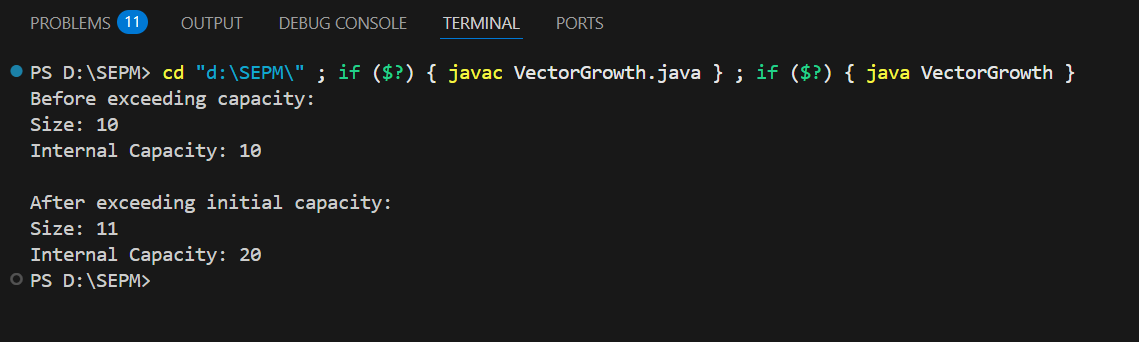 PROBLEMS 11 OUTPUT DEBUG CONSOLE TERMINAL PORTS
PS D:\SEPM> cd "d:\SEPM\" ; if ($?) { javac VectorGrowth.java } ; if ($?) { java VectorGrowth }
Before exceeding capacity:
Size: 10
Internal Capacity: 10
After exceeding initial capacity:
Size: 11
Internal Capacity: 20
PS D:\SEPM>